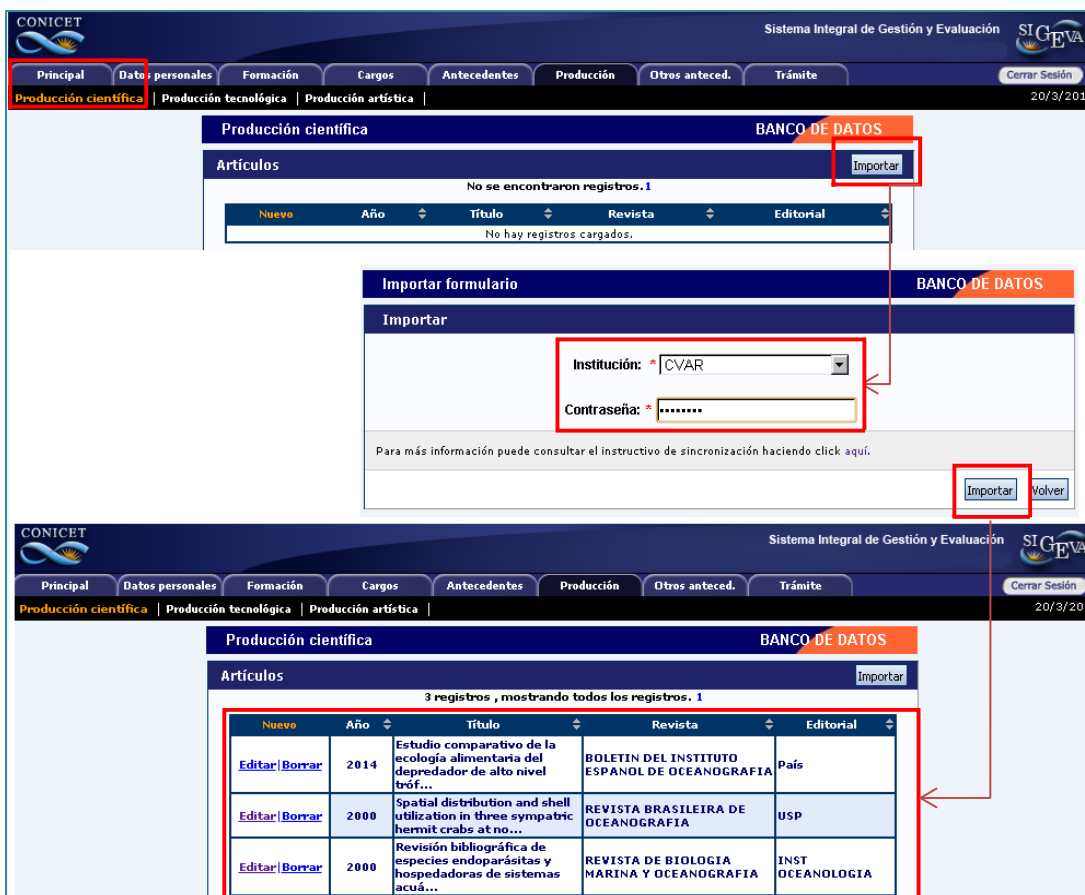 CONICET
Sistema Integral de Gestión y Evaluación
SIGEVA
Principal Datos personales Formación Cargos Antecedentes Producción Otros anteced. Trámite Cerrar Sesión
Producción científica | Producción tecnológica | Producción artística | 20/3/201
Producción científica BANCO DE DATOS
Artículos Importar
No se encontraron registros.1
Nuevo Año Título Revista Editorial
No hay registros cargados.
Importar formulario BANCO DE DATOS
Importar
Institución: * CVAR
Contraseña: * ••••••••
Para más información puede consultar el instructivo de sincronización haciendo click aquí.
Importar Volver
CONICET
Sistema Integral de Gestión y Evaluación
SIGEVA
Principal Datos personales Formación Cargos Antecedentes Producción Otros anteced. Trámite Cerrar Sesión
Producción científica | Producción tecnológica | Producción artística | 20/3/20
Producción científica BANCO DE DATOS
Artículos Importar
3 registros , mostrando todos los registros. 1
Nuevo Año Título Revista Editorial
Editar|Borrar 2014
Estudio comparativo de la
ecología alimentaria del
depredador de alto nivel
tróf...
BOLETIN DEL INSTITUTO
ESPANOL DE OCEANOGRAFIA
País
Editar|Borrar 2000
Spatial distribution and shell
utilization in three sympatric
hermit crabs at no...
REVISTA BRASILEIRA DE
OCEANOGRAFIA
USP
Editar|Borrar 2000
Revisión bibliográfica de
especies endoparásitas y
hospedadoras de sistemas
acuá...
REVISTA DE BIOLOGIA
MARINA Y OCEANOGRAFIA
INST
OCEANOLOGIA